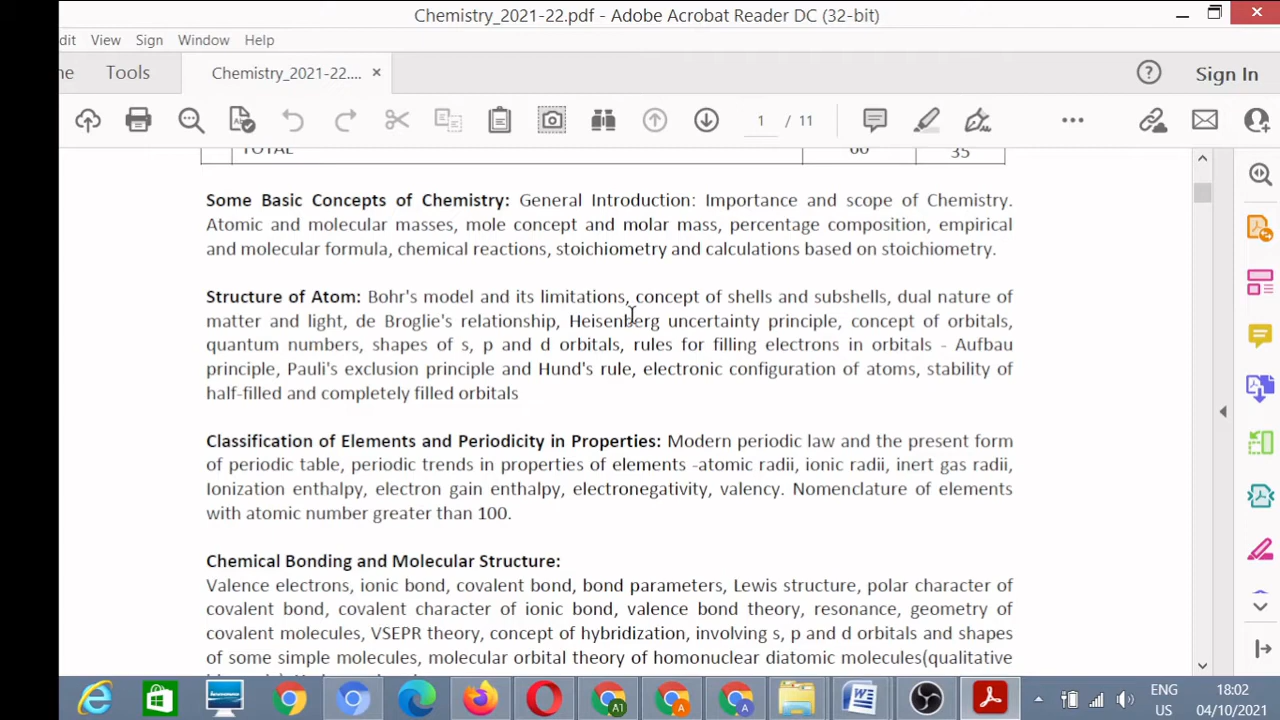 Chemistry_2021-22.pdf - Adobe Acrobat Reader DC (32-bit)
dit View Sign Window Help
me Tools Chemistry_2021-22.... × Sign In
1 / 11
TOTAL 60 35
Some Basic Concepts of Chemistry: General Introduction: Importance and scope of Chemistry.
Atomic and molecular masses, mole concept and molar mass, percentage composition, empirical
and molecular formula, chemical reactions, stoichiometry and calculations based on stoichiometry.
Structure of Atom: Bohr's model and its limitations, concept of shells and subshells, dual nature of
matter and light, de Broglie's relationship, Heisenberg uncertainty principle, concept of orbitals,
quantum numbers, shapes of s, p and d orbitals, rules for filling electrons in orbitals - Aufbau
principle, Pauli's exclusion principle and Hund's rule, electronic configuration of atoms, stability of
half-filled and completely filled orbitals
Classification of Elements and Periodicity in Properties: Modern periodic law and the present form
of periodic table, periodic trends in properties of elements -atomic radii, ionic radii, inert gas radii,
Ionization enthalpy, electron gain enthalpy, electronegativity, valency. Nomenclature of elements
with atomic number greater than 100.
Chemical Bonding and Molecular Structure:
Valence electrons, ionic bond, covalent bond, bond parameters, Lewis structure, polar character of
covalent bond, covalent character of ionic bond, valence bond theory, resonance, geometry of
covalent molecules, VSEPR theory, concept of hybridization, involving s, p and d orbitals and shapes
of some simple molecules, molecular orbital theory of homonuclear diatomic molecules(qualitative
ENG 18:02
US 04/10/2021